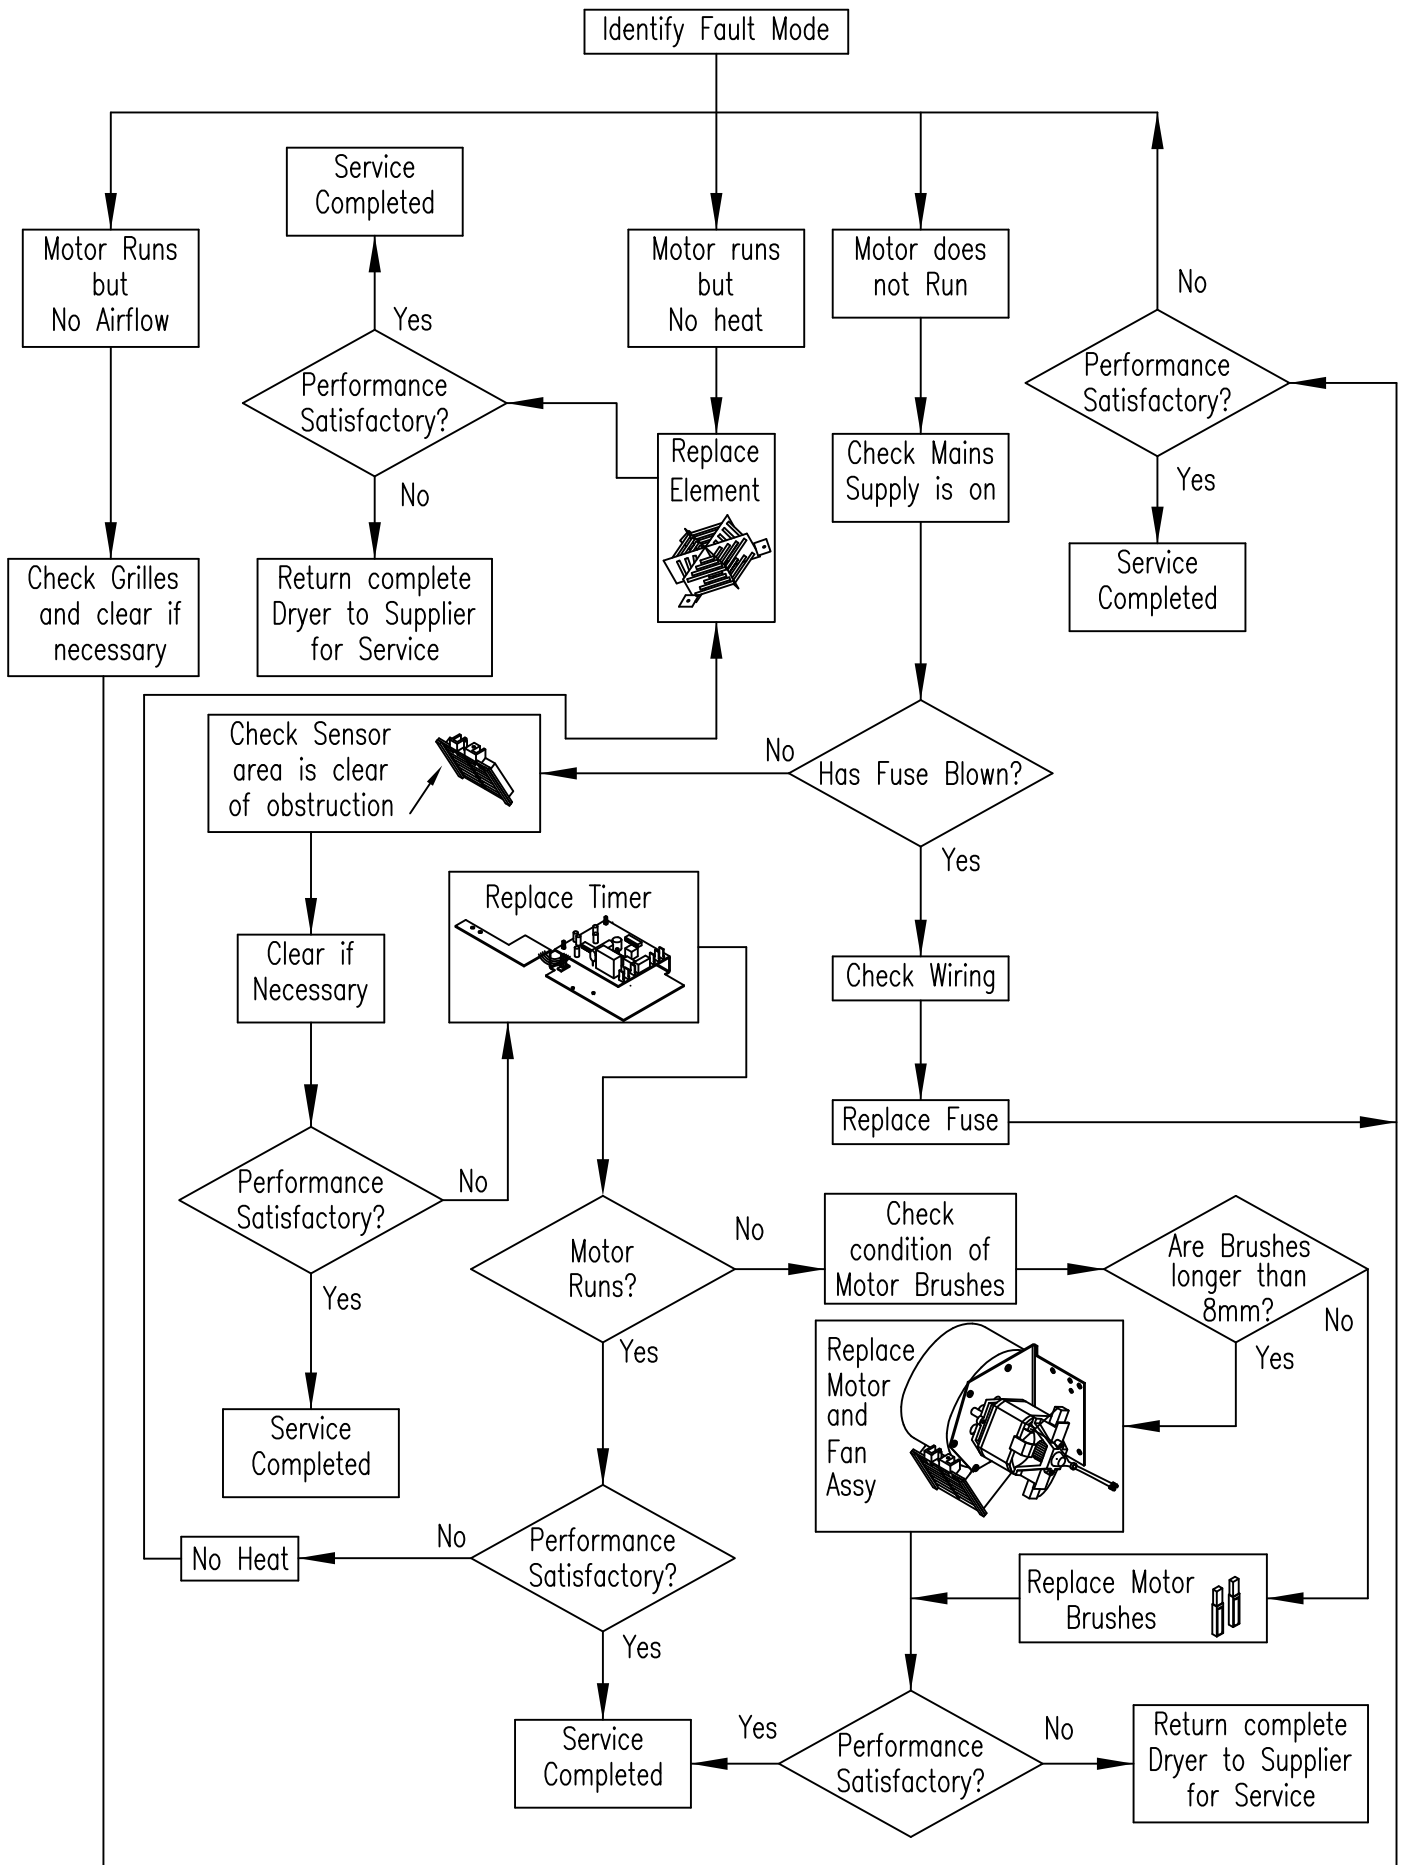 Identify Fault Mode
Service
Completed
Motor Runs
but
No Airflow
Motor runs
but
No heat
Motor does
not Run
No
Yes
Performance
Satisfactory?
Performance
Satisfactory?
No
Yes
Replace
Element
Check Mains
Supply is on
Check Grilles
and clear if
necessary
Return complete
Dryer to Supplier
for Service
Service
Completed
Check Sensor
area is clear
of obstruction
No
Has Fuse Blown?
Yes
Replace Timer
Clear if
Necessary
Check Wiring
Replace Fuse
Performance
Satisfactory?
No
Yes
Motor
Runs?
No
Yes
Check
condition of
Motor Brushes
Are Brushes
longer than
8mm?
No
Yes
Replace
Motor
and
Fan
Assy
Service
Completed
No Heat
No
Performance
Satisfactory?
Yes
Replace Motor
Brushes
Service
Completed
Yes
Performance
Satisfactory?
No
Return complete
Dryer to Supplier
for Service